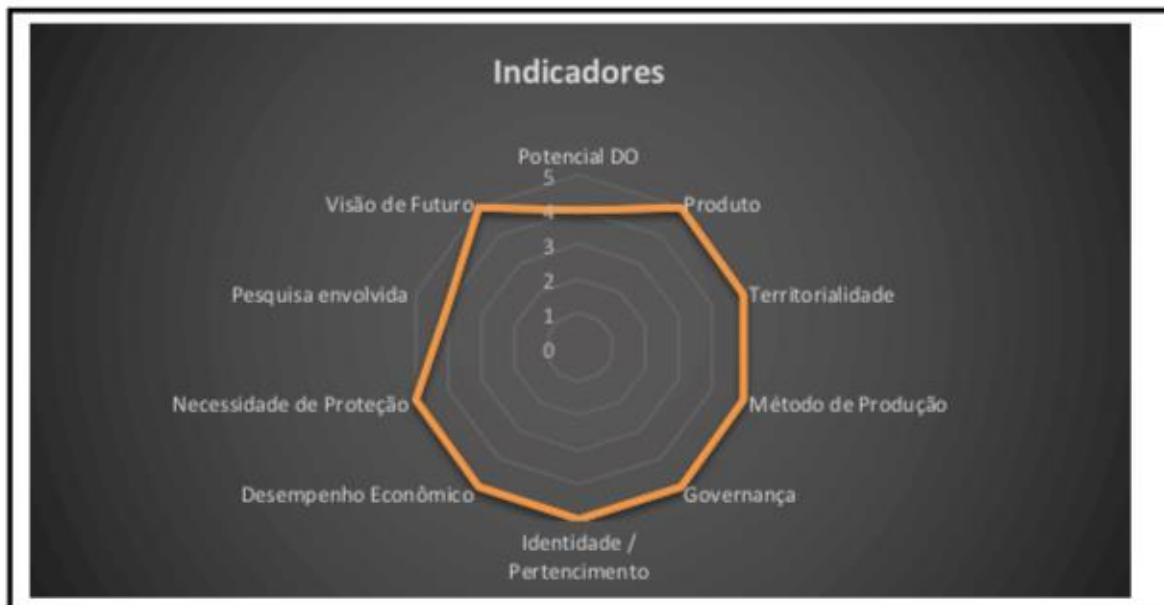 Indicadores
Potencial DO
5
Visão de Futuro
Produto
4
3
Pesquisa envolvida
Territorialidade
2
1
0
Necessidade de Proteção
Método de Produção
Desempenho Econômico
Governança
Identidade /
Pertencimento